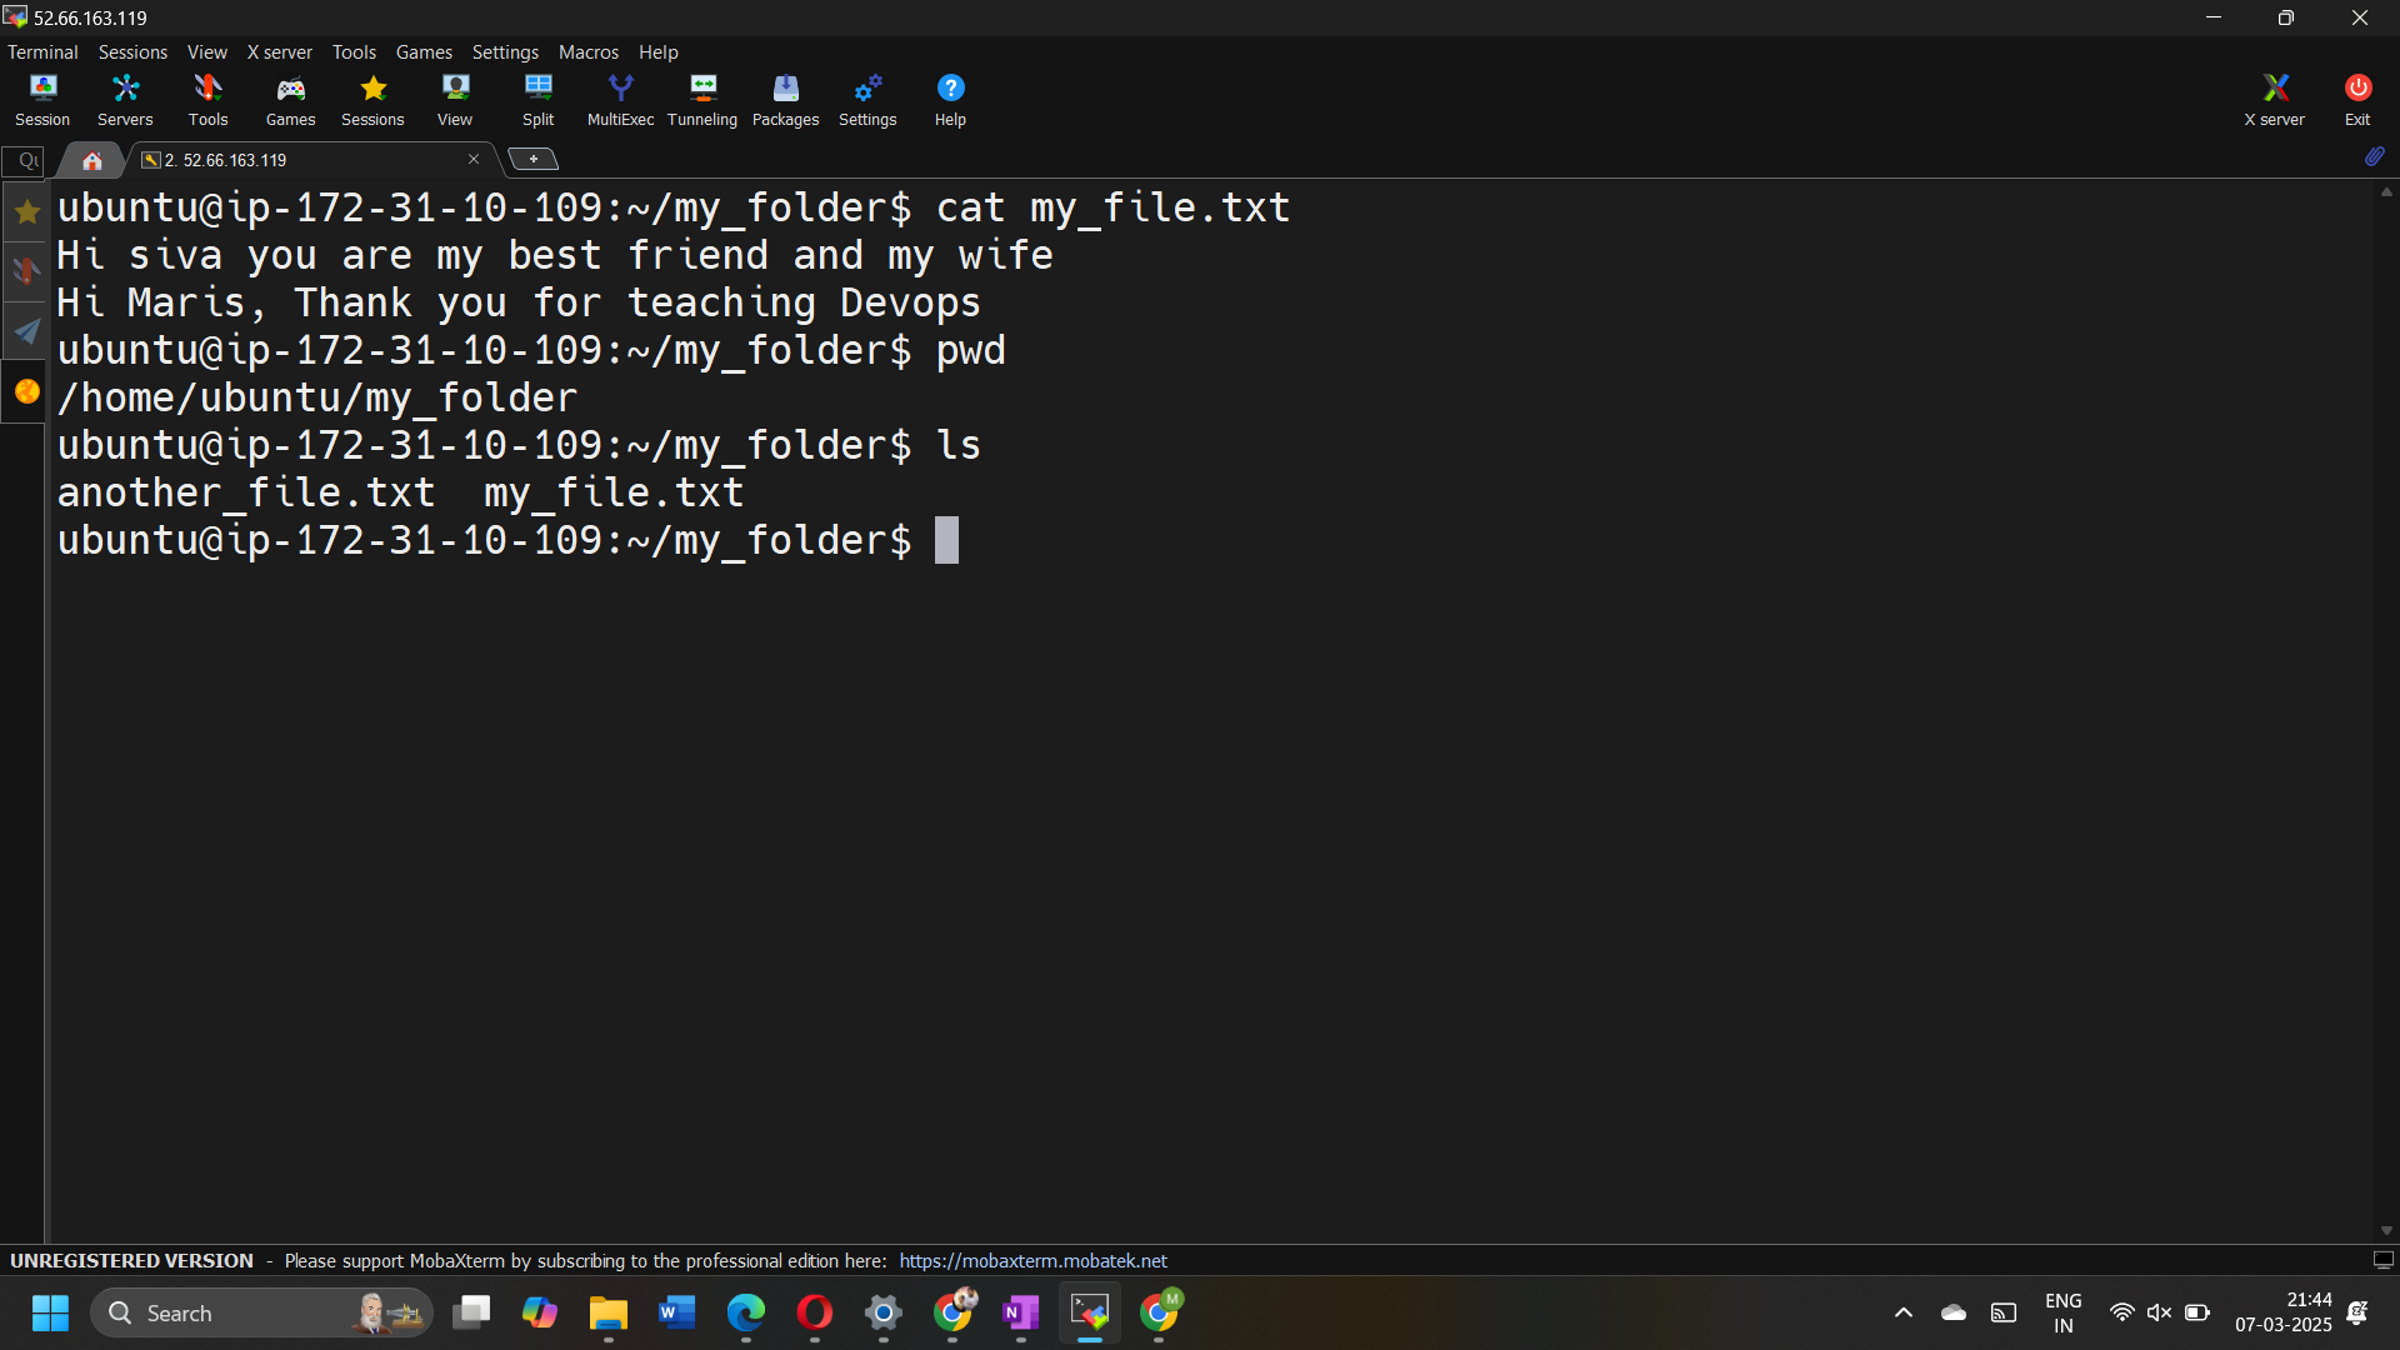 52.66.163.119
Terminal Sessions View X server Tools Games Settings Macros Help
Session Servers Tools Games Sessions View Split MultiExec Tunneling Packages Settings Help X server Exit
2. 52.66.163.119
ubuntu@ip-172-31-10-109:~/my_folder$ cat my_file.txt
Hi siva you are my best friend and my wife
Hi Maris, Thank you for teaching Devops
ubuntu@ip-172-31-10-109:~/my_folder$ pwd
/home/ubuntu/my_folder
ubuntu@ip-172-31-10-109:~/my_folder$ ls
another_file.txt  my_file.txt
ubuntu@ip-172-31-10-109:~/my_folder$
UNREGISTERED VERSION - Please support MobaXterm by subscribing to the professional edition here: https://mobaxterm.mobatek.net
Search
ENG
IN
21:44
07-03-2025